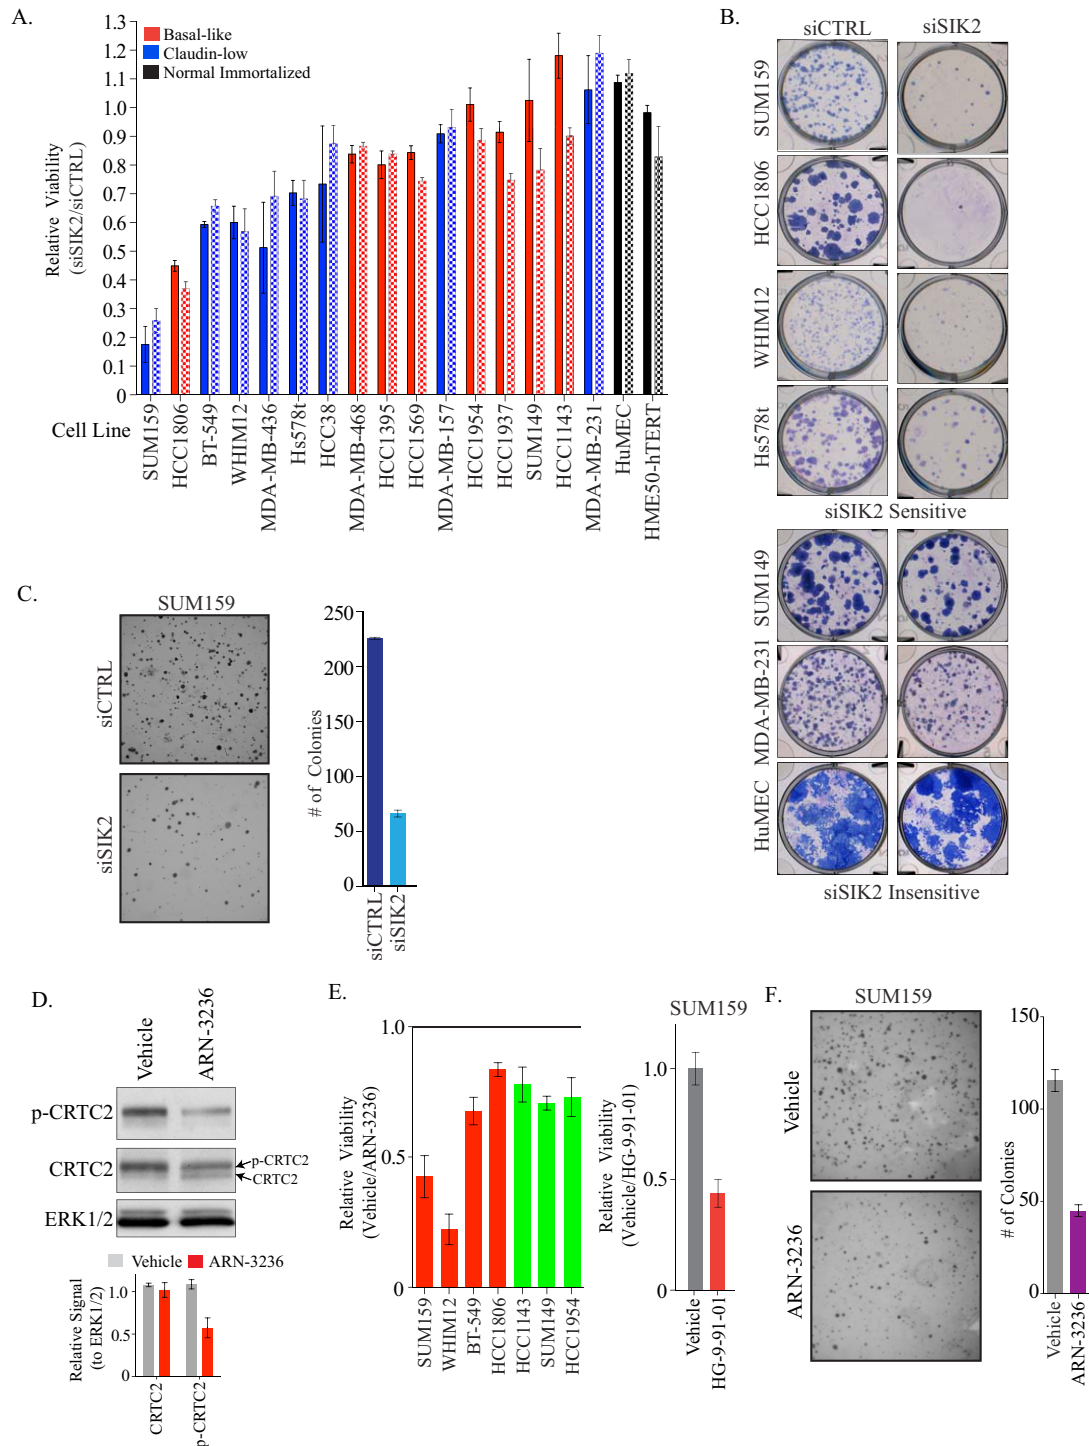 A.
1.3
1.2
1.1
1.0
0.9
0.8
0.7
0.6
0.5
0.4
0.3
0.2
0.1
0
Relative Viability
(siSIK2/siCTRL)
Basal-like
Claudin-low
Normal Immortalized
Cell Line
SUM159
HCC1806
BT-549
WHIM12
MDA-MB-436
Hs578t
HCC38
MDA-MB-468
HCC1395
HCC1569
MDA-MB-157
HCC1954
HCC1937
SUM149
HCC1143
MDA-MB-231
HuMEC
HME50-hTERT
B.
siCTRL
siSIK2
SUM159
HCC1806
WHIM12
Hs578t
siSIK2 Sensitive
SUM149
MDA-MB-231
HuMEC
siSIK2 Insensitive
C.
SUM159
siCTRL
siSIK2
# of Colonies
250
200
150
100
50
0
siCTRL
siSIK2
D.
Vehicle
ARN-3236
p-CRTC2
CRTC2
p-CRTC2
CRTC2
ERK1/2
Vehicle
ARN-3236
Relative Signal
(to ERK1/2)
1.0
0.5
0
CRTC2
p-CRTC2
E.
Relative Viability
(Vehicle/ARN-3236)
1.0
0.5
0
SUM159
WHIM12
BT-549
HCC1806
HCC1143
SUM149
HCC1954
SUM159
Relative Viability
(Vehicle/HG-9-91-01)
1.0
0.5
0
Vehicle
HG-9-91-01
F.
SUM159
Vehicle
ARN-3236
# of Colonies
150
100
50
0
Vehicle
ARN-3236